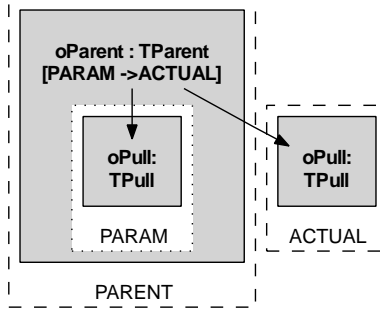 oParent : TParent
[PARAM ->ACTUAL]
oPull:
TPull
PARAM
oPull:
TPull
ACTUAL
PARENT